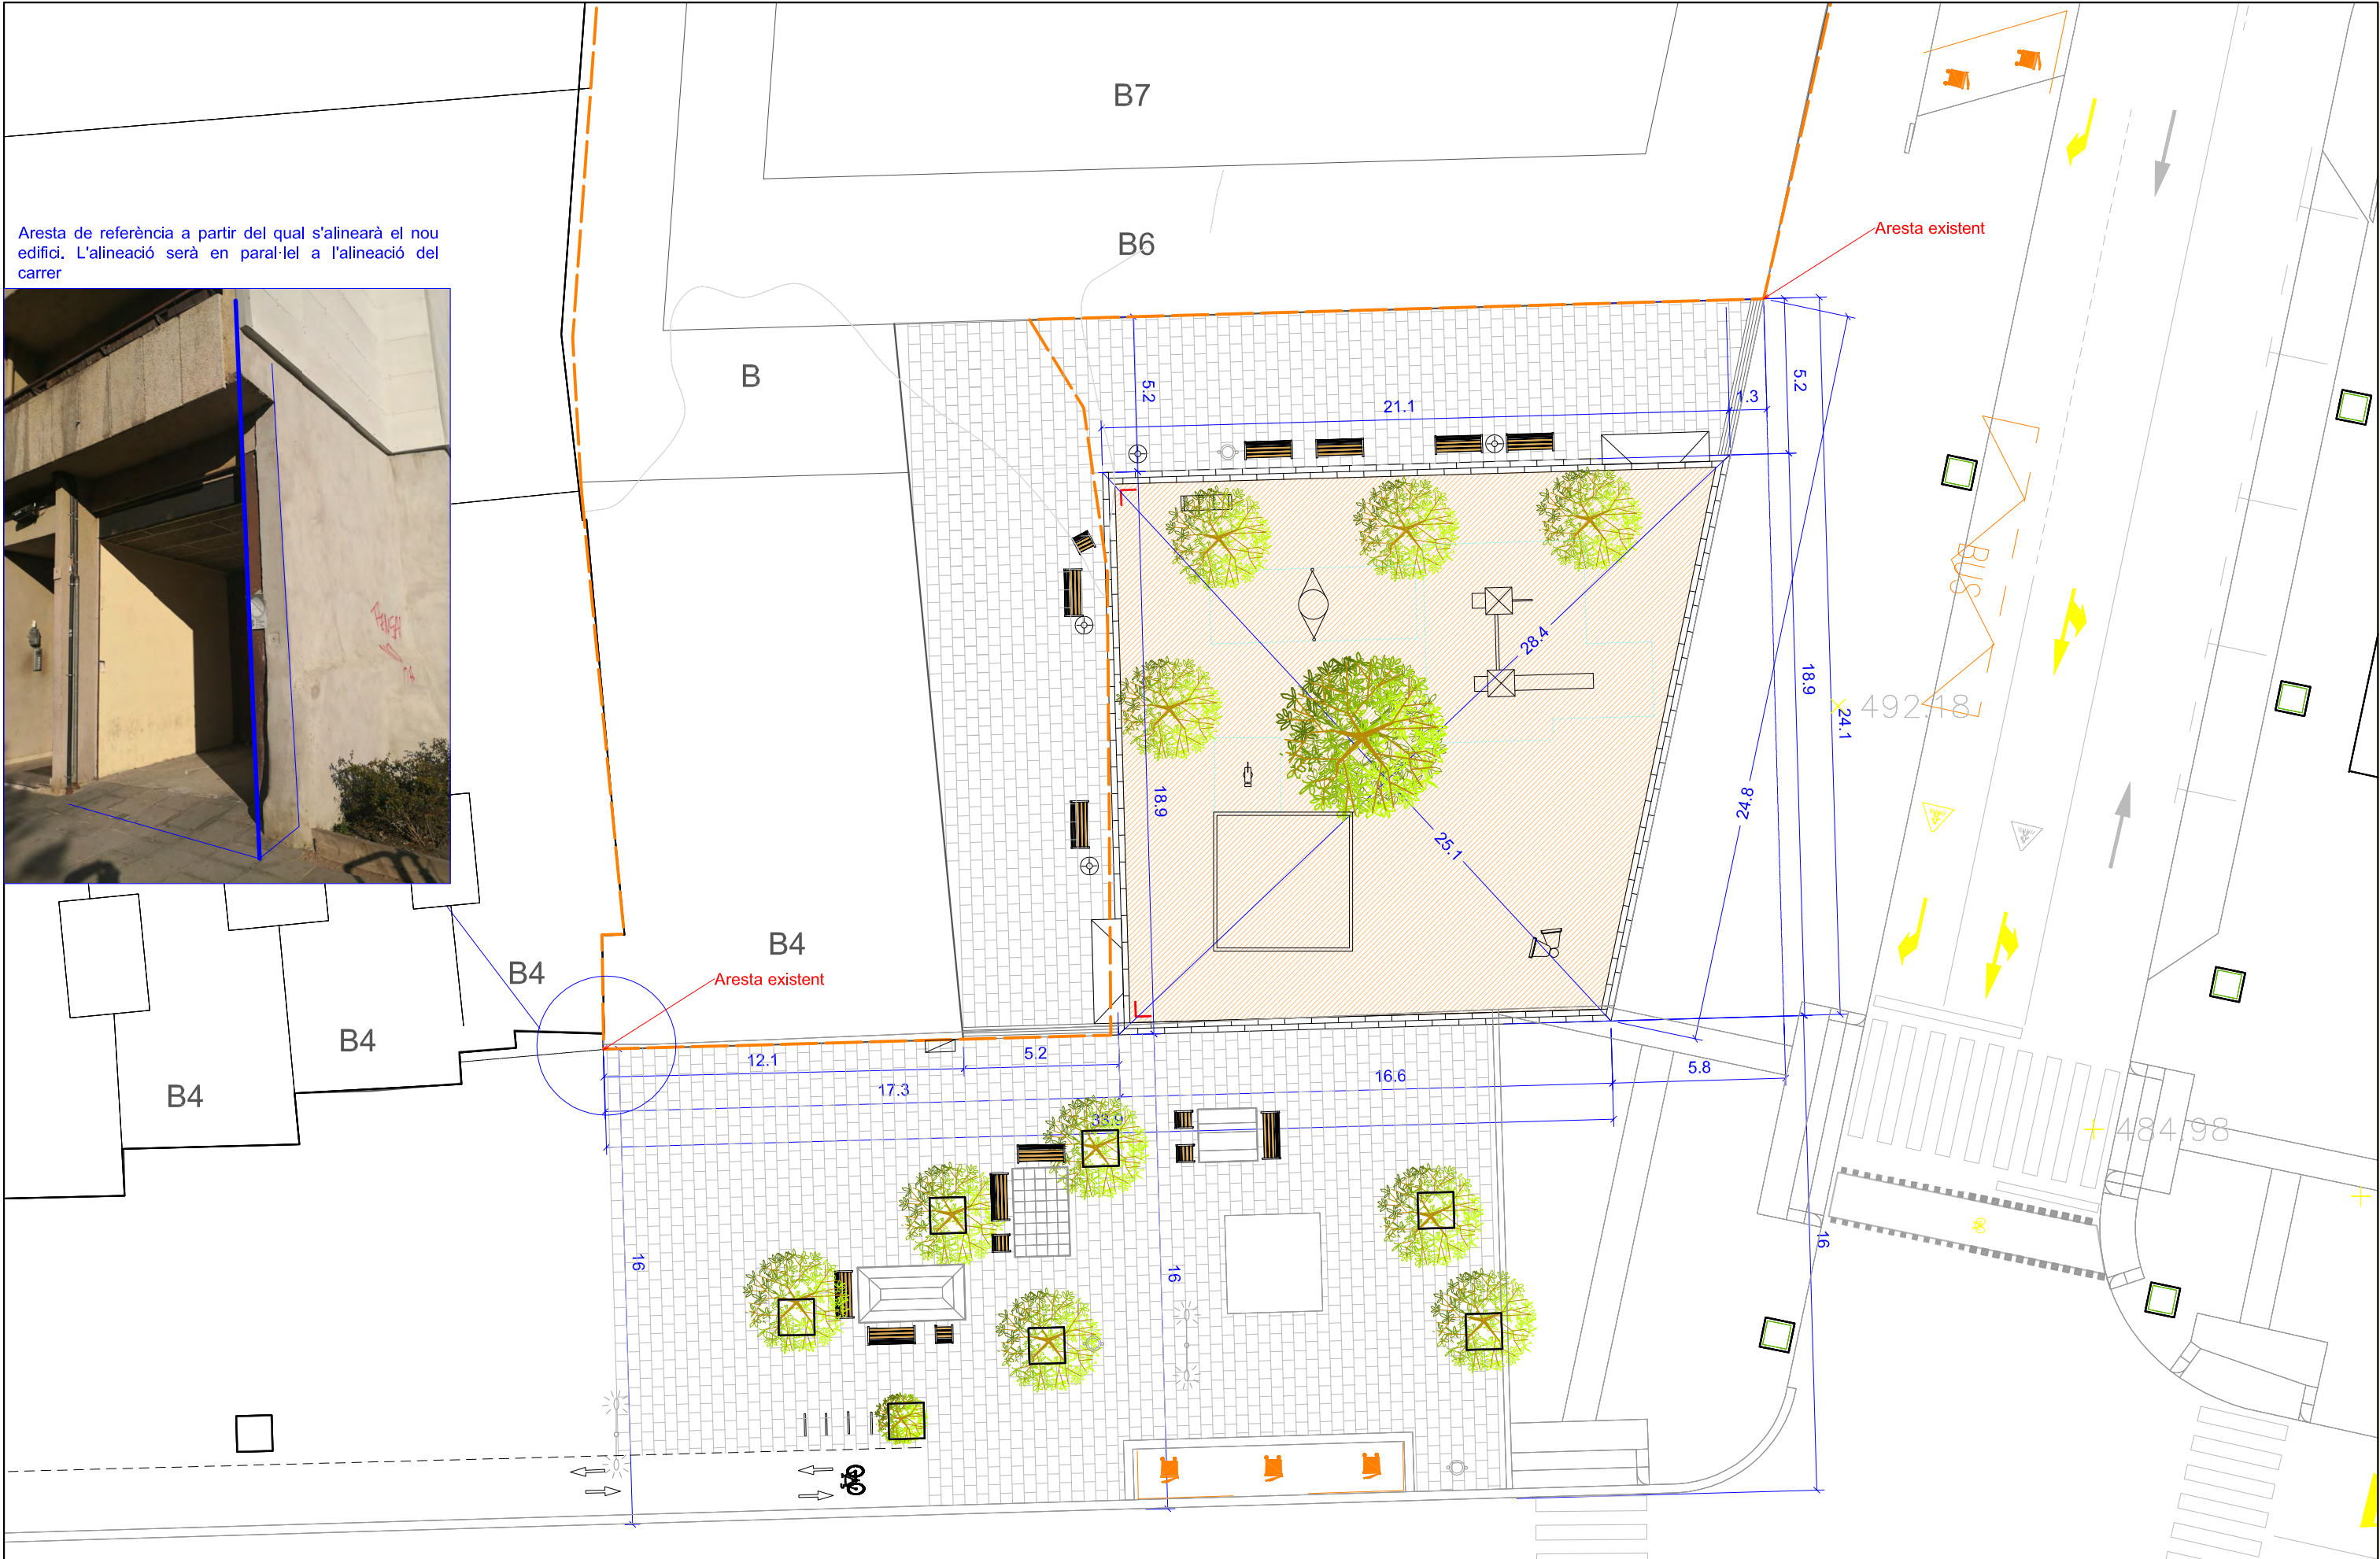 B7
Aresta de referència a partir del qual s'alinearà el nou
edifici. L'alineació serà en paral·lel a l'alineació del
carrer
Aresta existent
B6
B
5.2
21.1
1.3
5.2
BUS
28.4
18.9
492.18
24.1
24.8
18.9
25.1
B4
B4
Aresta existent
B4
B4
12.1
5.2
17.3
16.6
5.8
33.9
484.98
16
16
16